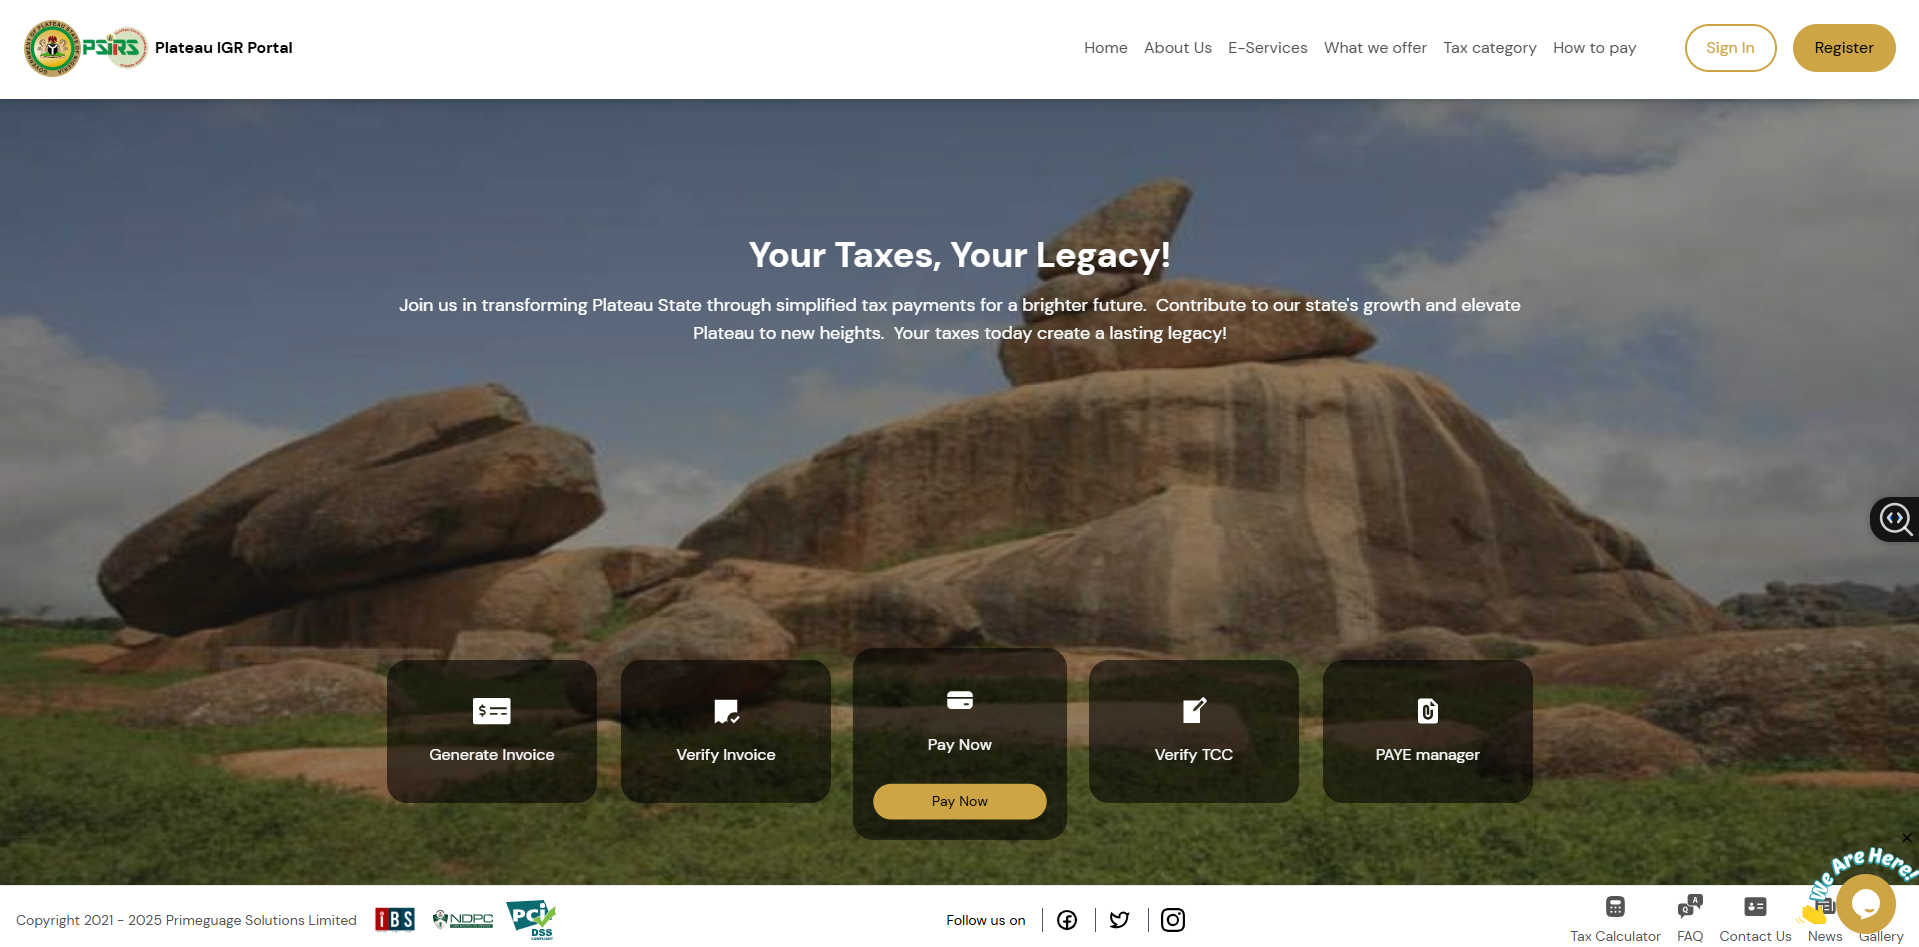 PSIRS
Plateau IGR Portal
Home
About Us
E-Services
What we offer
Tax category
How to pay
Sign In
Register
Your Taxes, Your Legacy!
Join us in transforming Plateau State through simplified tax payments for a brighter future.  Contribute to our state's growth and elevate
Plateau to new heights.  Your taxes today create a lasting legacy!
Generate Invoice
Verify Invoice
Pay Now
Pay Now
Verify TCC
PAYE manager
We Are Here!
Copyright 2021 - 2025 Primeguage Solutions Limited
iBS
NDPC
PCi
DSS
COMPLIANT
Follow us on
Tax Calculator
FAQ
Contact Us
News
Gallery